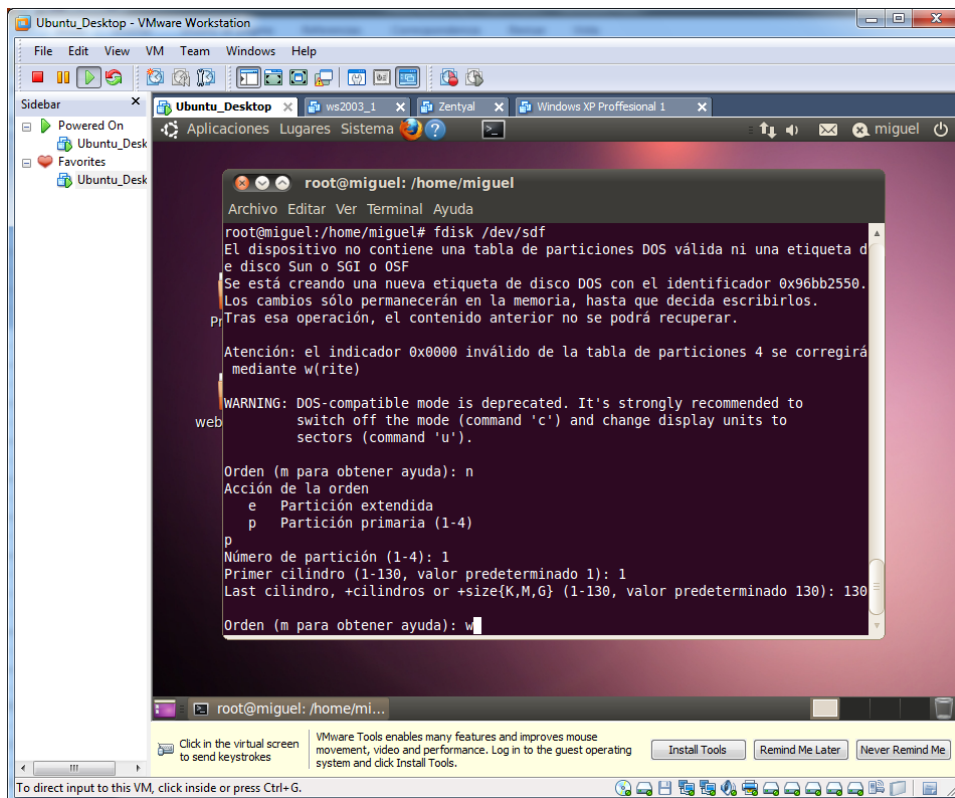 Ubuntu_Desktop - VMware Workstation
File Edit View VM Team Windows Help
Sidebar
Powered On
Ubuntu_Desk
Favorites
Ubuntu_Desk
Ubuntu_Desktop ws2003_1 Zentyal Windows XP Proffesional 1
Aplicaciones Lugares Sistema miguel
root@miguel: /home/miguel
Archivo Editar Ver Terminal Ayuda
root@miguel:/home/miguel# fdisk /dev/sdf
El dispositivo no contiene una tabla de particiones DOS válida ni una etiqueta d
e disco Sun o SGI o OSF
Se está creando una nueva etiqueta de disco DOS con el identificador 0x96bb2550.
Los cambios sólo permanecerán en la memoria, hasta que decida escribirlos.
Tras esa operación, el contenido anterior no se podrá recuperar.
Atención: el indicador 0x0000 inválido de la tabla de particiones 4 se corregirá
mediante w(rite)
WARNING: DOS-compatible mode is deprecated. It's strongly recommended to
switch off the mode (command 'c') and change display units to
sectors (command 'u').
Orden (m para obtener ayuda): n
Acción de la orden
e Partición extendida
p Partición primaria (1-4)
p
Número de partición (1-4): 1
Primer cilindro (1-130, valor predeterminado 1): 1
Last cilindro, +cilindros or +size{K,M,G} (1-130, valor predeterminado 130): 130
Orden (m para obtener ayuda): w
Pr
web
root@miguel: /home/mi...
Click in the virtual screen
to send keystrokes
VMware Tools enables many features and improves mouse
movement, video and performance. Log in to the guest operating
system and click Install Tools.
Install Tools Remind Me Later Never Remind Me
To direct input to this VM, click inside or press Ctrl+G.